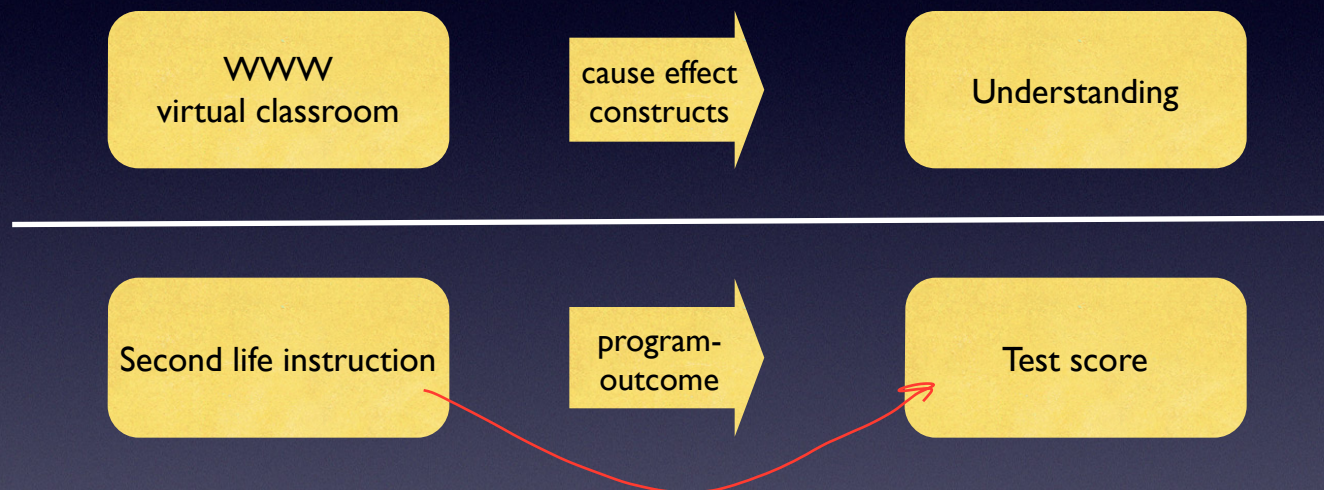 WWW
virtual classroom
cause effect
constructs
Understanding
Second life instruction
program-
outcome
Test score